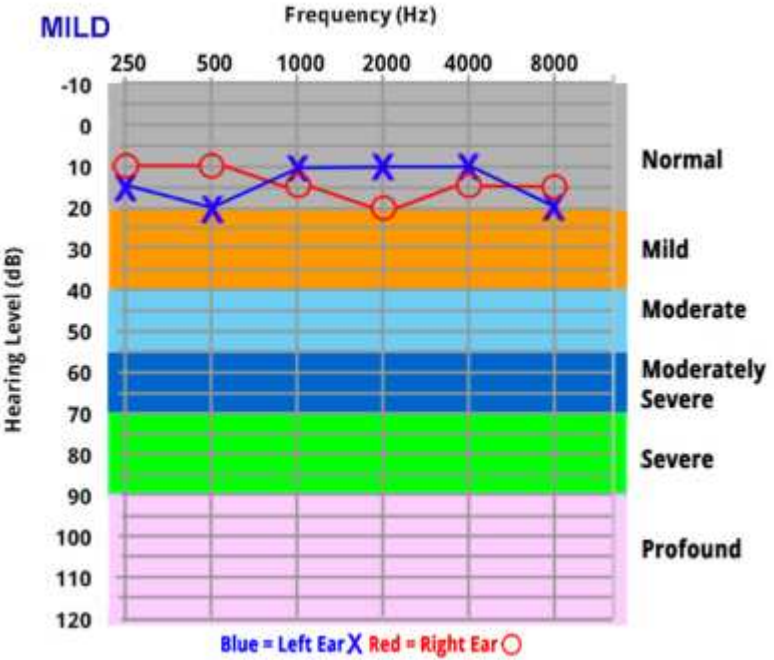 Frequency (Hz)
MILD
250 500 1000 2000 4000 8000
-10
0
10
20
30
40
50
60
70
80
90
100
110
120
Hearing Level (dB)
Normal
Mild
Moderate
Moderately
Severe
Severe
Profound
Blue = Left Ear X Red = Right Ear O